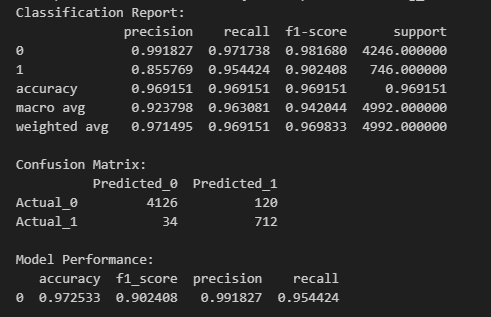 Classification Report:
precision recall f1-score support
0 0.991827 0.971738 0.981680 4246.000000
1 0.855769 0.954424 0.902408 746.000000
accuracy 0.969151 0.969151 0.969151 0.969151
macro avg 0.923798 0.963081 0.942044 4992.000000
weighted avg 0.971495 0.969151 0.969833 4992.000000
Confusion Matrix:
Predicted_0 Predicted_1
Actual_0 4126 120
Actual_1 34 712
Model Performance:
accuracy f1_score precision recall
0 0.972533 0.902408 0.991827 0.954424